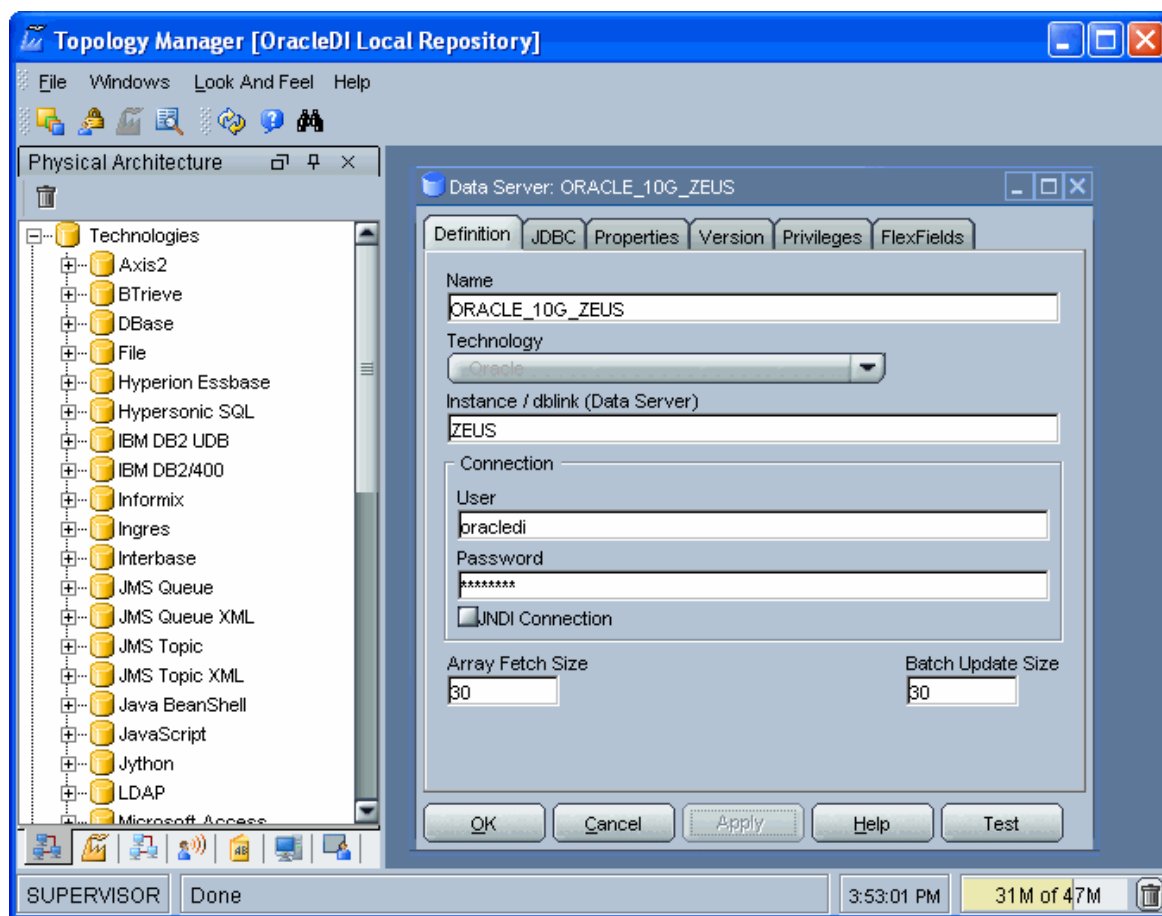 Topology Manager [OracleDI Local Repository]
File Windows Look And Feel Help
Physical Architecture
Technologies
Axis2
BTrieve
DBase
File
Hyperion Essbase
Hypersonic SQL
IBM DB2 UDB
IBM DB2/400
Informix
Ingres
Interbase
JMS Queue
JMS Queue XML
JMS Topic
JMS Topic XML
Java BeanShell
JavaScript
Jython
LDAP
Microsoft Access
Data Server: ORACLE_10G_ZEUS
Definition JDBC Properties Version Privileges FlexFields
Name
ORACLE_10G_ZEUS
Technology
Oracle
Instance / dblink (Data Server)
ZEUS
Connection
User
oracledi
Password
********
JNDI Connection
Array Fetch Size Batch Update Size
30 30
OK Cancel Apply Help Test
SUPERVISOR Done 3:53:01 PM 31M of 47M